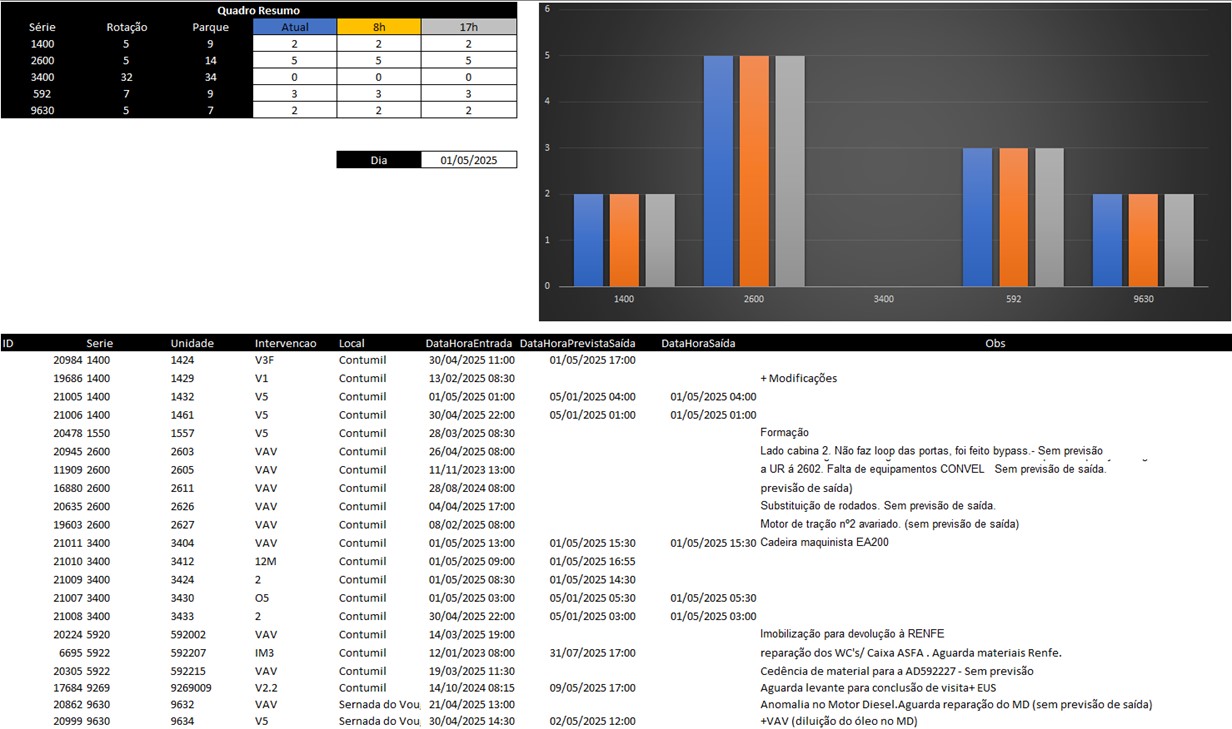 Quadro Resumo
Série Rotação Parque Atual 8h 17h
1400 5 9 2 2 2
2600 5 14 5 5 5
3400 32 34 0 0 0
592 7 9 3 3 3
9630 5 7 2 2 2
Dia 01/05/2025
6
5
4
3
2
1
0
1400 2600 3400 592 9630
ID Serie Unidade Intervencao Local DataHoraEntrada DataHoraPrevistaSaída DataHoraSaída Obs
20984 1400 1424 V3F Contumil 30/04/2025 11:00 01/05/2025 17:00
19686 1400 1429 V1 Contumil 13/02/2025 08:30 + Modificações
21005 1400 1432 V5 Contumil 01/05/2025 01:00 05/01/2025 04:00 01/05/2025 04:00
21006 1400 1461 V5 Contumil 30/04/2025 22:00 05/01/2025 01:00 01/05/2025 01:00
20478 1550 1557 V5 Contumil 28/03/2025 08:30 Formação
20945 2600 2603 VAV Contumil 26/04/2025 08:00 Lado cabina 2. Não faz loop das portas, foi feito bypass.- Sem previsão
11909 2600 2605 VAV Contumil 11/11/2023 13:00 a UR á 2602. Falta de equipamentos CONVEL Sem previsão de saída.
16880 2600 2611 VAV Contumil 28/08/2024 08:00 previsão de saída)
20635 2600 2626 VAV Contumil 04/04/2025 17:00 Substituição de rodados. Sem previsão de saída.
19603 2600 2627 VAV Contumil 08/02/2025 08:00 Motor de tração nº2 avariado. (sem previsão de saída)
21011 3400 3404 VAV Contumil 01/05/2025 13:00 01/05/2025 15:30 01/05/2025 15:30 Cadeira maquinista EA200
21010 3400 3412 12M Contumil 01/05/2025 09:00 01/05/2025 16:55
21009 3400 3424 2 Contumil 01/05/2025 08:30 01/05/2025 14:30
21007 3400 3430 O5 Contumil 01/05/2025 03:00 05/01/2025 05:30 01/05/2025 05:30
21008 3400 3433 2 Contumil 30/04/2025 22:00 05/01/2025 03:00 01/05/2025 03:00
20224 5920 592002 VAV Contumil 14/03/2025 19:00 Imobilização para devolução à RENFE
6695 5922 592207 IM3 Contumil 12/01/2023 08:00 31/07/2025 17:00 reparação dos WC's/ Caixa ASFA . Aguarda materiais Renfe.
20305 5922 592215 VAV Contumil 19/03/2025 11:30 Cedência de material para a AD592227 - Sem previsão
17684 9269 9269009 V2.2 Contumil 14/10/2024 08:15 09/05/2025 17:00 Aguarda levante para conclusão de visita+ EUS
20862 9630 9632 VAV Sernada do Vou 21/04/2025 13:00 Anomalia no Motor Diesel.Aguarda reparação do MD (sem previsão de saída)
20999 9630 9634 V5 Sernada do Vou 30/04/2025 14:30 02/05/2025 12:00 +VAV (diluição do óleo no MD)